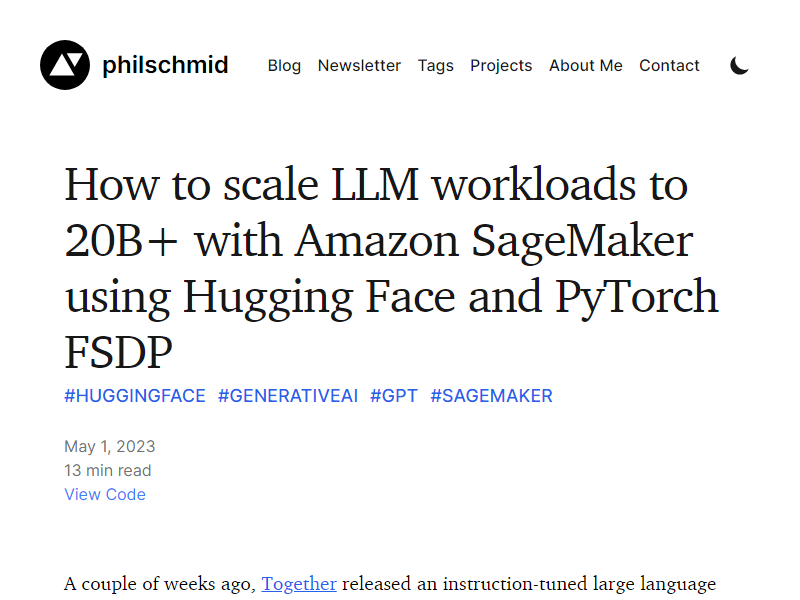 philschmid Blog Newsletter Tags Projects About Me Contact
How to scale LLM workloads to
20B+ with Amazon SageMaker
using Hugging Face and PyTorch
FSDP
#HUGGINGFACE #GENERATIVEAI #GPT #SAGEMAKER
May 1, 2023
13 min read
View Code
A couple of weeks ago, Together released an instruction-tuned large language